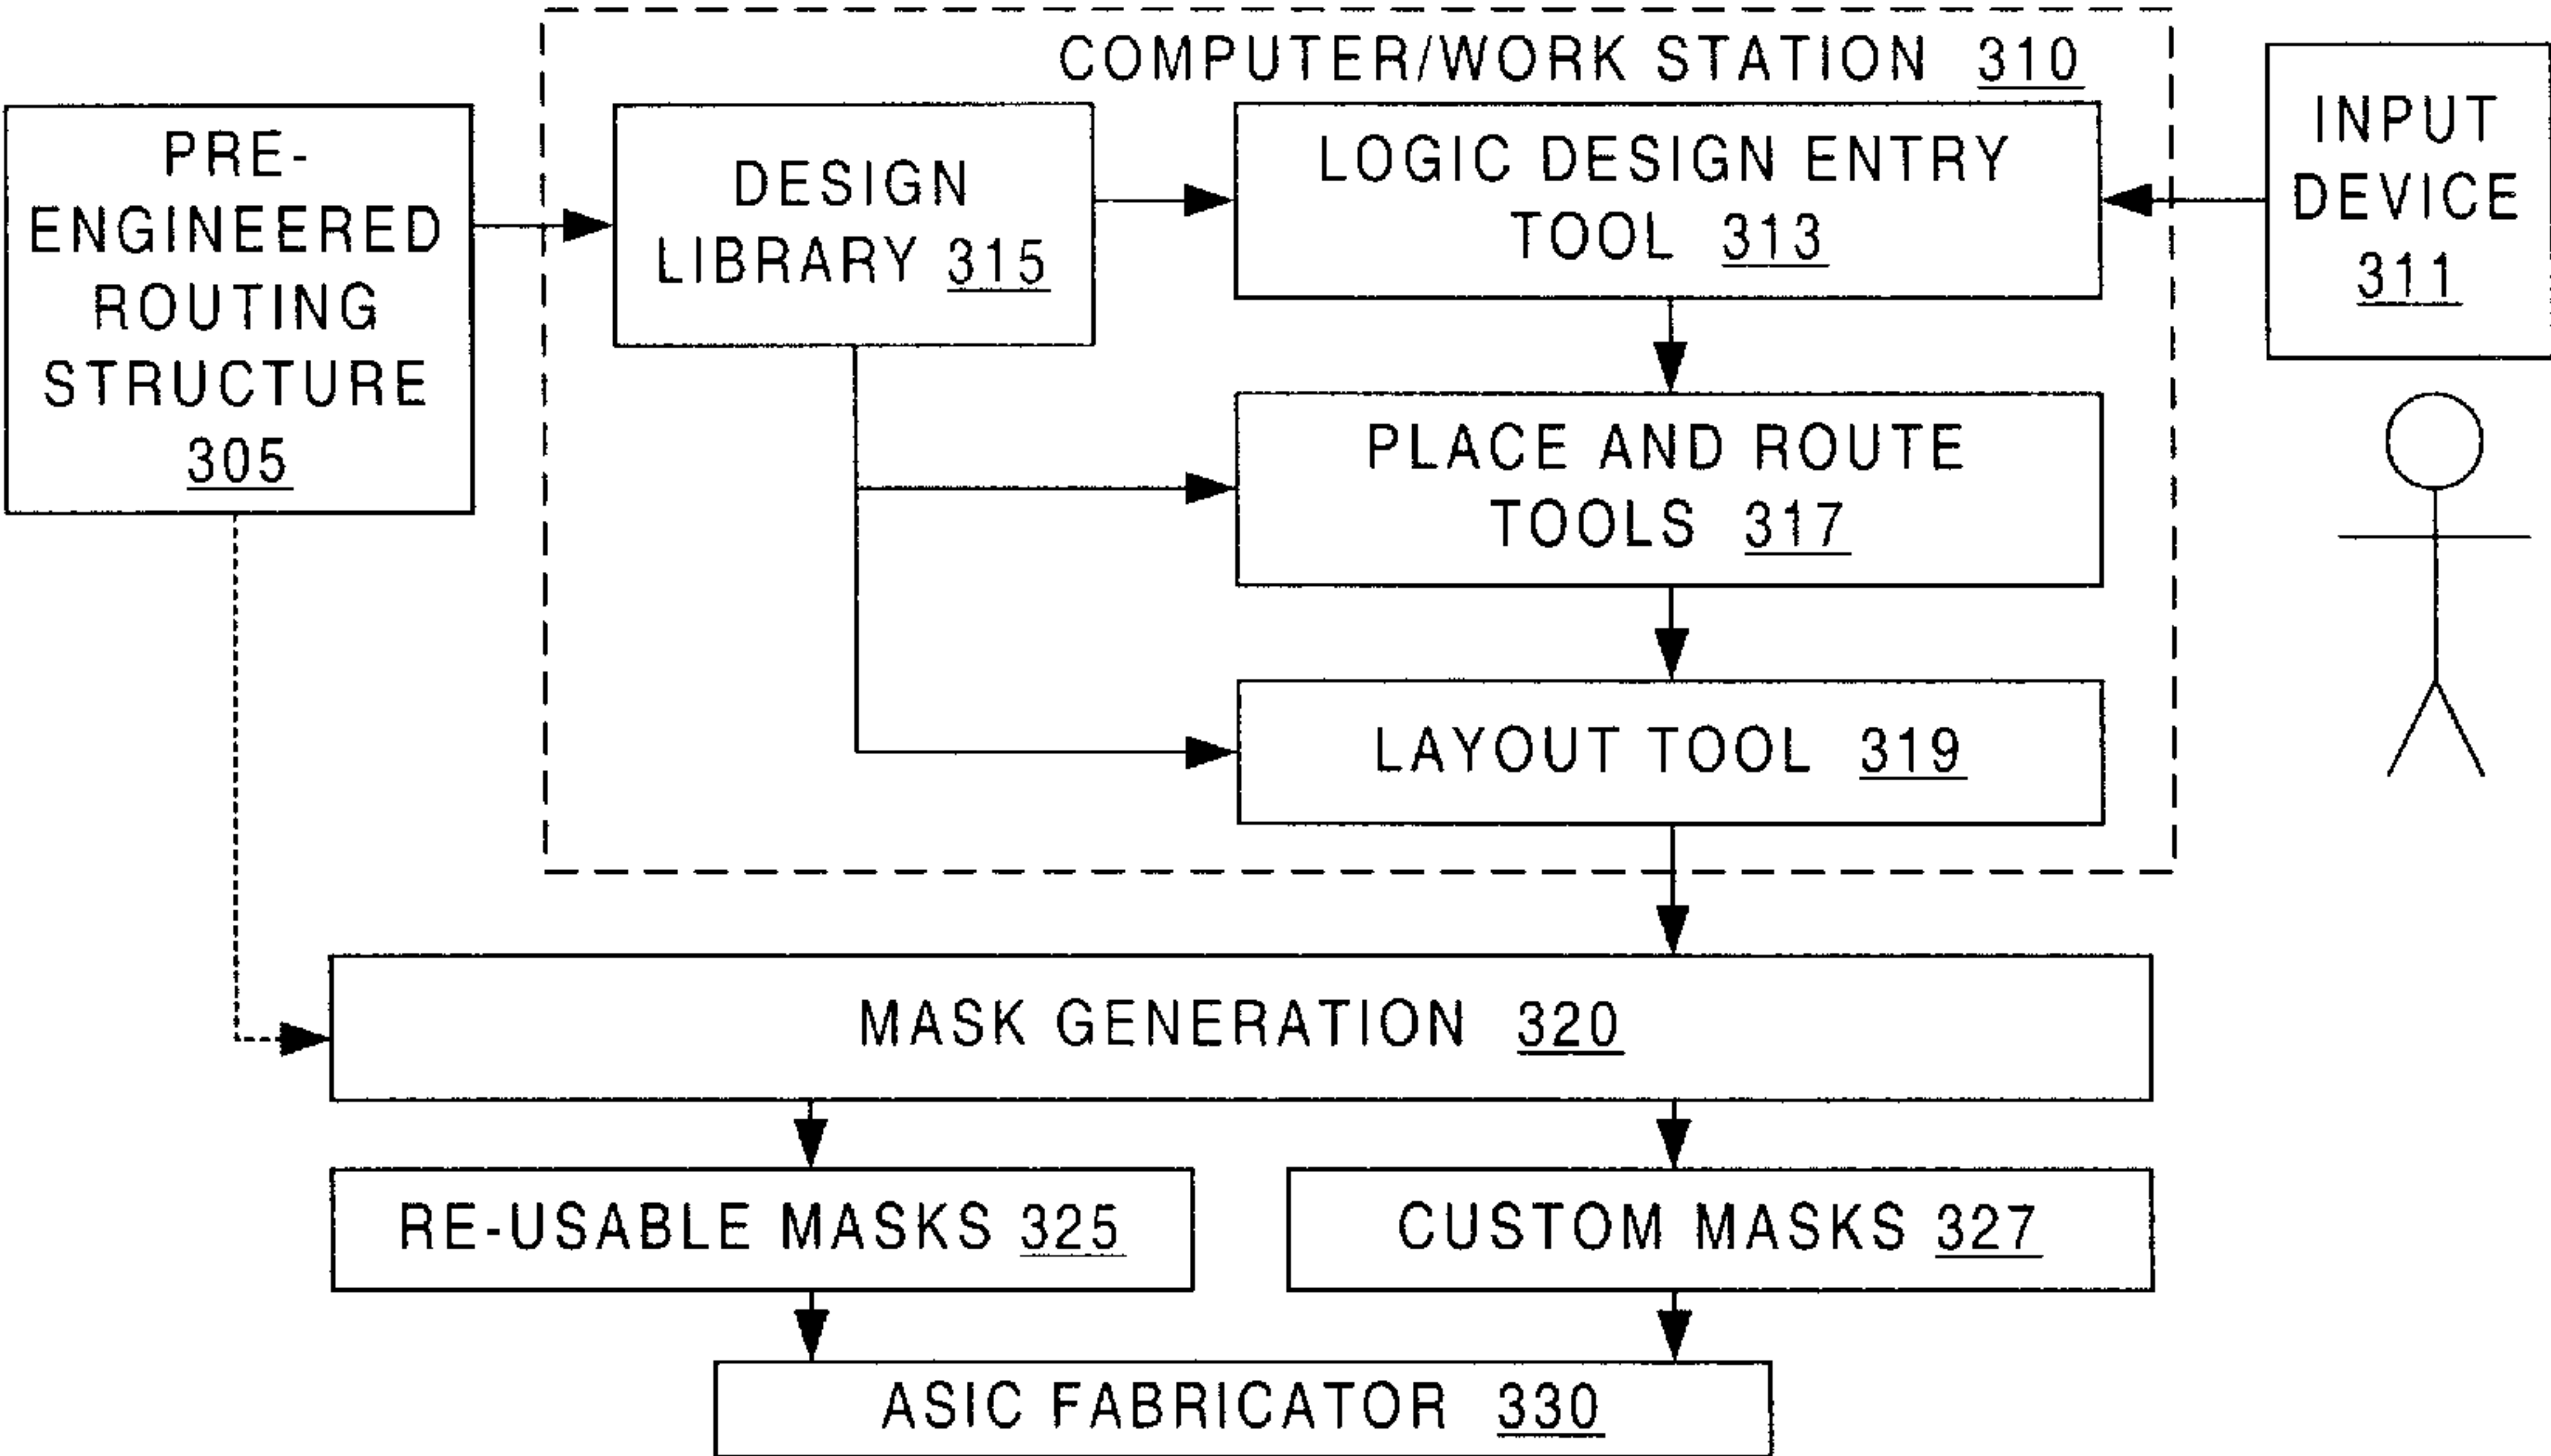 COMPUTER/WORK STATION 310
PRE-
ENGINEERED
ROUTING
STRUCTURE
305
DESIGN
LIBRARY 315
LOGIC DESIGN ENTRY
TOOL 313
INPUT
DEVICE
311
PLACE AND ROUTE
TOOLS 317
LAYOUT TOOL 319
MASK GENERATION 320
RE-USABLE MASKS 325
CUSTOM MASKS 327
ASIC FABRICATOR 330